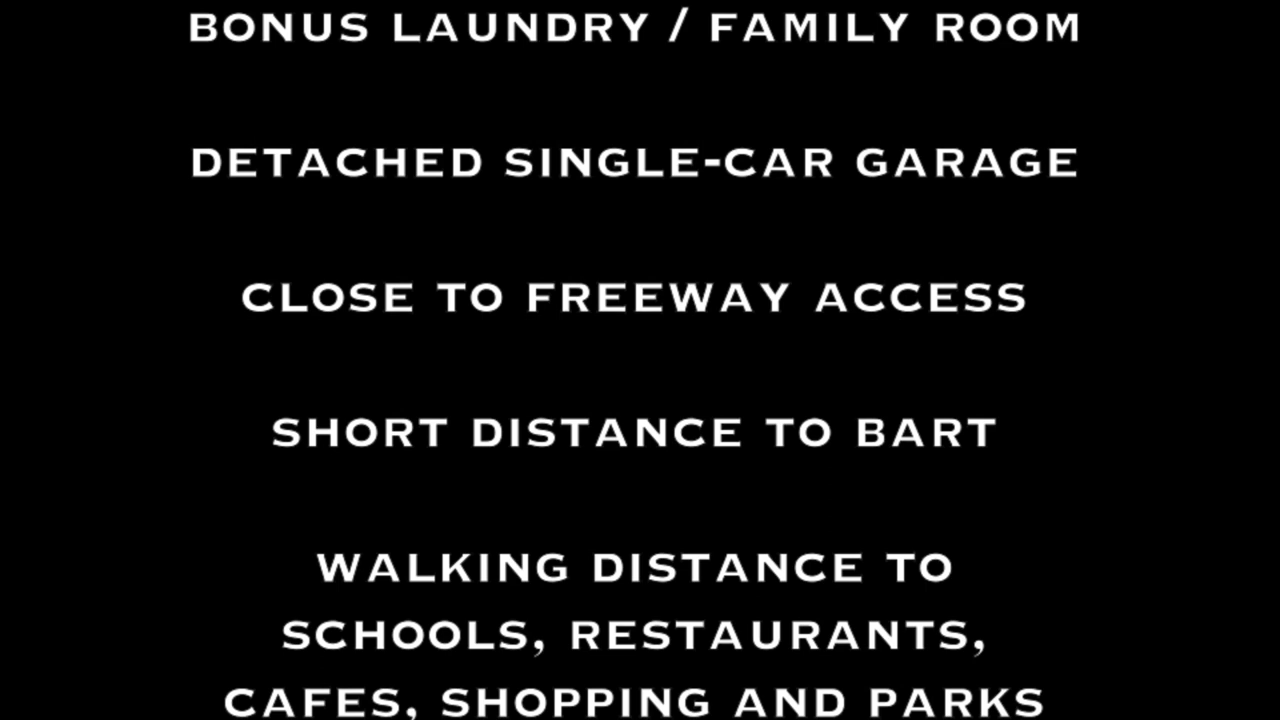 BONUS LAUNDRY / FAMILY ROOM
DETACHED SINGLE-CAR GARAGE
CLOSE TO FREEWAY ACCESS
SHORT DISTANCE TO BART
WALKING DISTANCE TO
SCHOOLS, RESTAURANTS,
CAFES, SHOPPING AND PARKS